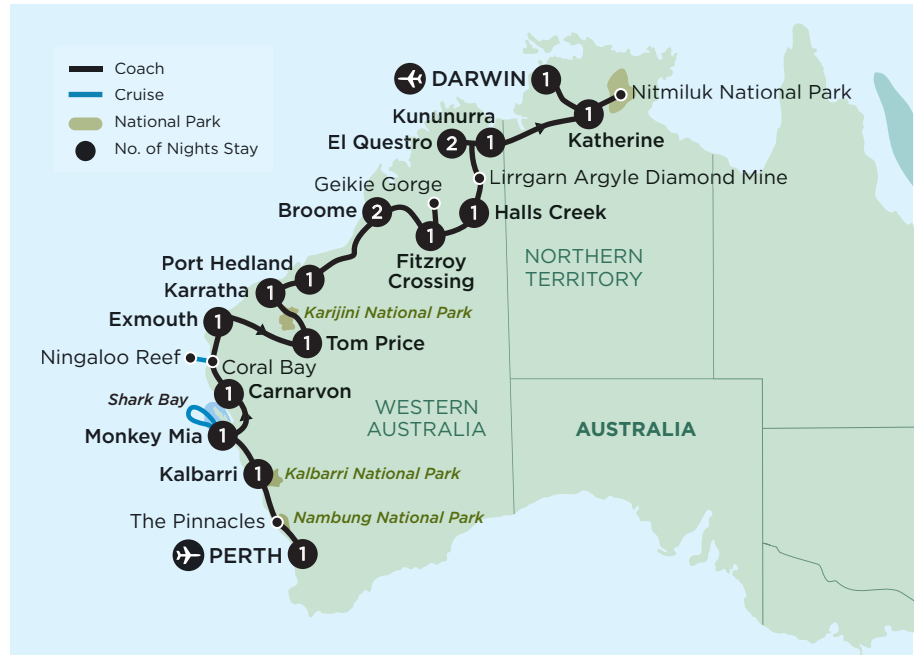 Coach
Cruise
National Park
No. of Nights Stay
DARWIN 1
Nitmiluk National Park
Kununurra
1
Katherine
El Questro 2 1
Lirrgarn Argyle Diamond Mine
Geikie Gorge
Broome 2
1 Halls Creek
1
Fitzroy
Crossing
NORTHERN
TERRITORY
Port Hedland 1
Karratha 1
Karijini National Park
Exmouth 1
1
Tom Price
Ningaloo Reef
Coral Bay
1 Carnarvon
Shark Bay
WESTERN
AUSTRALIA
AUSTRALIA
Monkey Mia 1
Kalbarri 1
Kalbarri National Park
The Pinnacles
Nambung National Park
PERTH 1